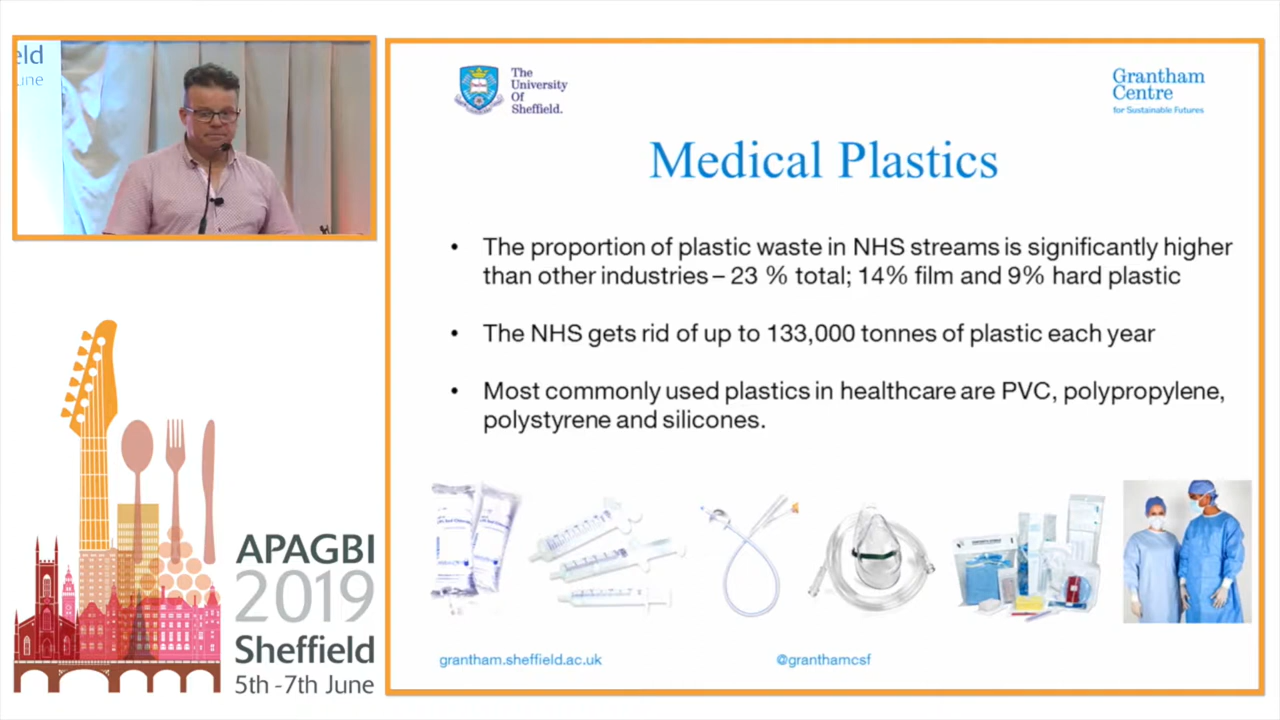 eld
une
The
University
Of
Sheffield.
Grantham
Centre
for Sustainable Futures
Medical Plastics
• The proportion of plastic waste in NHS streams is significantly higher
than other industries – 23 % total; 14% film and 9% hard plastic
• The NHS gets rid of up to 133,000 tonnes of plastic each year
• Most commonly used plastics in healthcare are PVC, polypropylene,
polystyrene and silicones.
grantham.sheffield.ac.uk
@granthamcsf
APAGBI
2019
Sheffield
5th -7th June